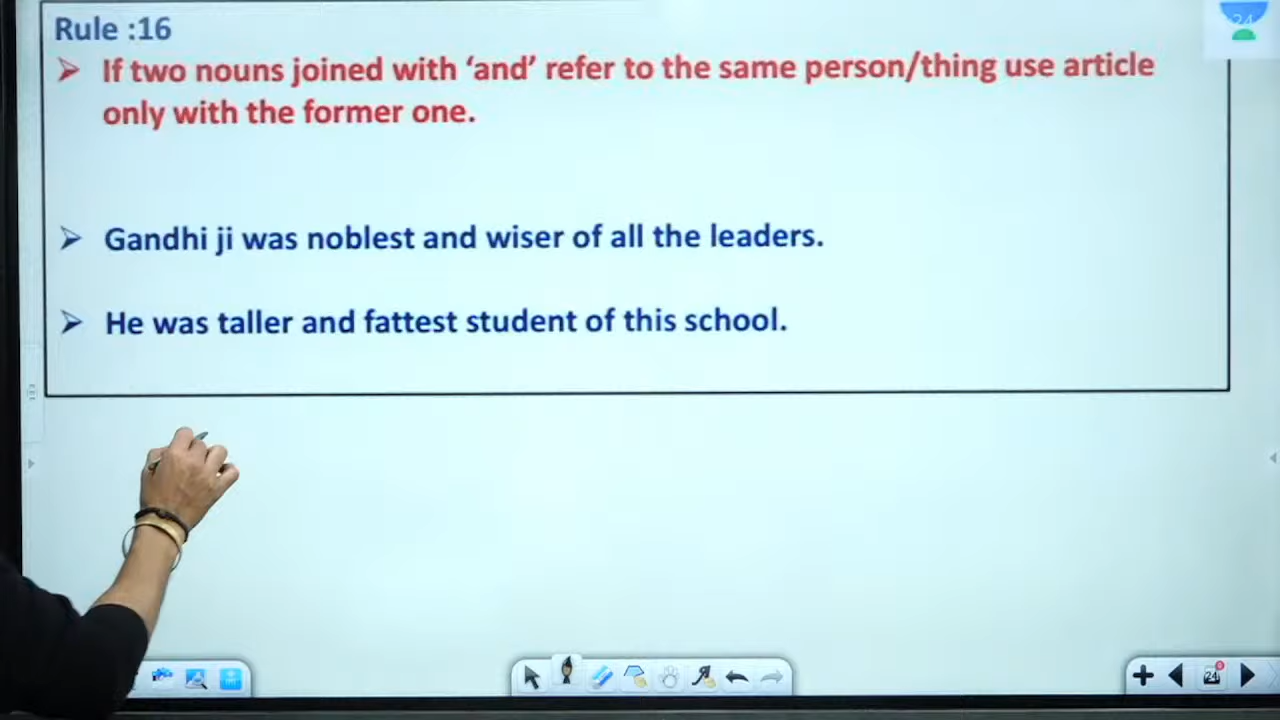 Rule :16
➤ If two nouns joined with ‘and’ refer to the same person/thing use article
only with the former one.
➤ Gandhi ji was noblest and wiser of all the leaders.
➤ He was taller and fattest student of this school.
24
24